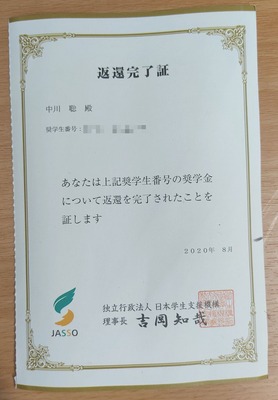 返還完了証
中川 聡 殿
奨学生番号:
あなたは上記奨学生番号の奨学金
について返還を完了されたことを
証します
2020年 8月
独立行政法人 日本学生支援機構
理事長 吉岡知哉
JASSO